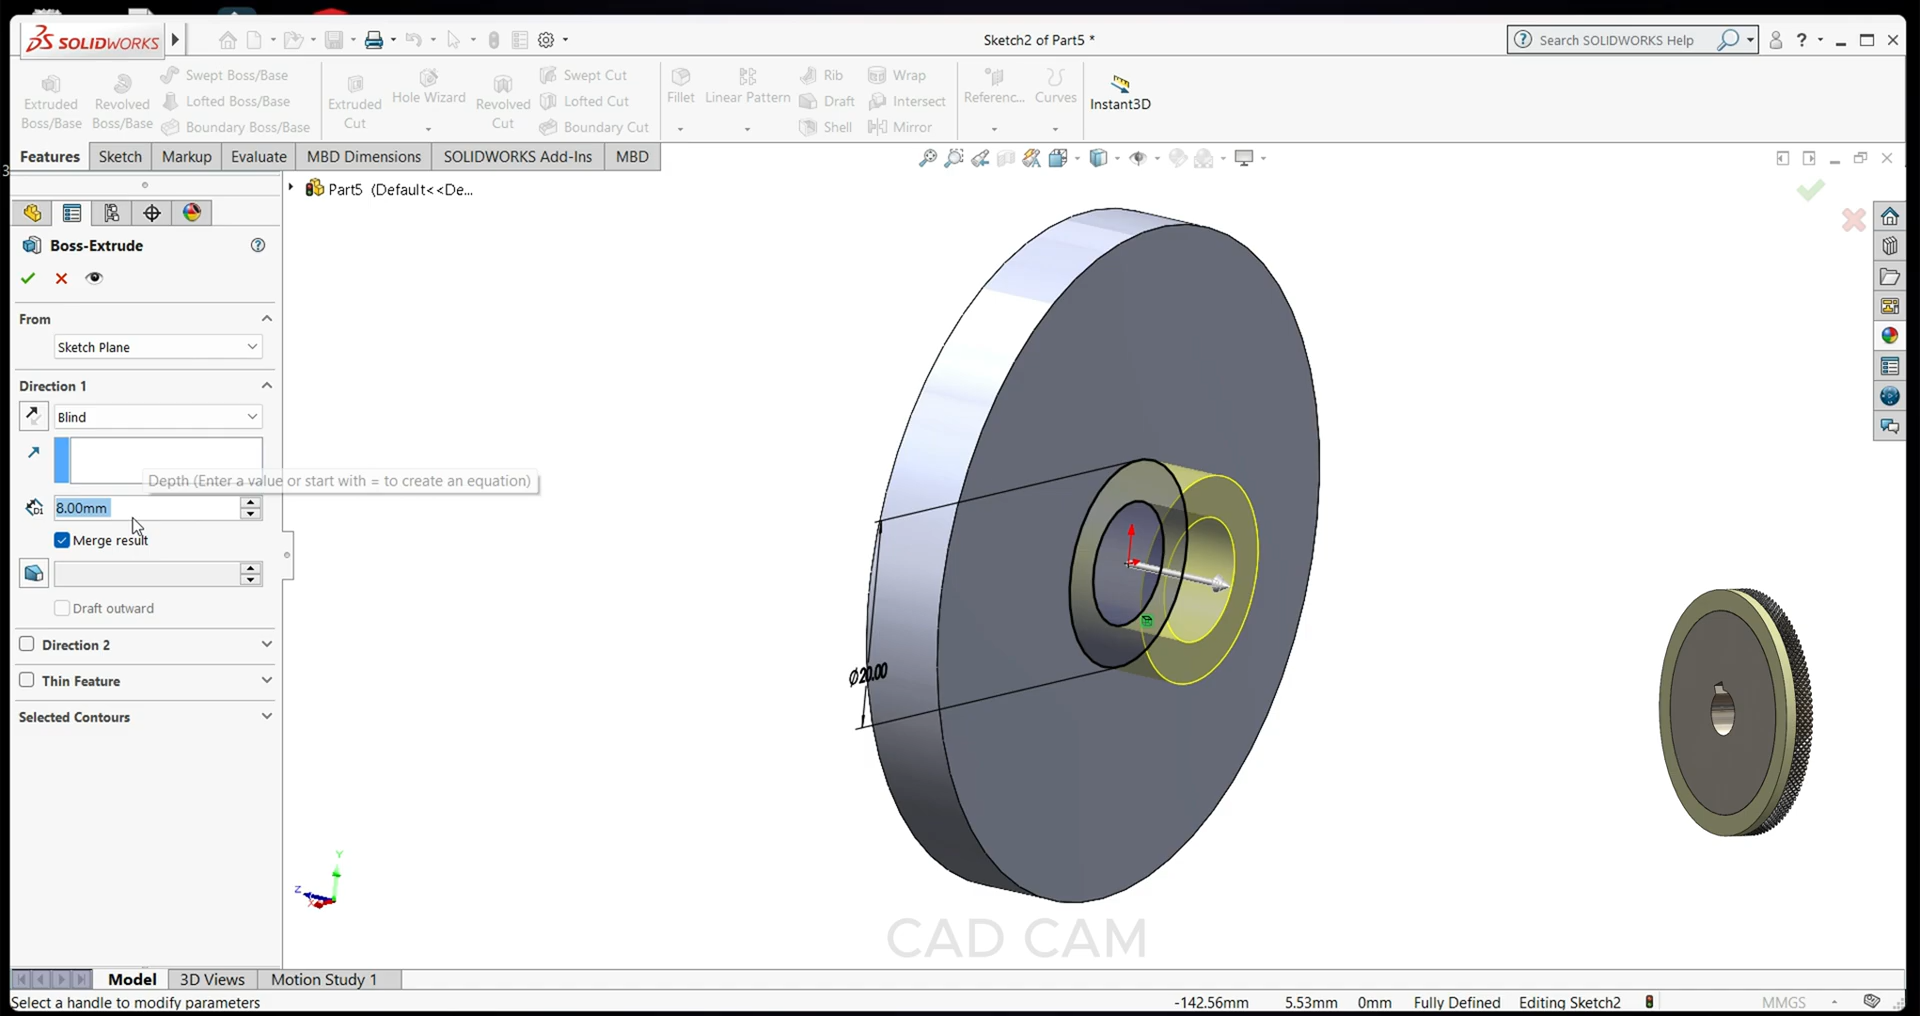 SOLIDWORKS
Sketch2 of Part5 *
Search SOLIDWORKS Help
Extruded Boss/Base
Revolved Boss/Base
Swept Boss/Base
Lofted Boss/Base
Boundary Boss/Base
Extruded Cut
Hole Wizard
Revolved Cut
Swept Cut
Lofted Cut
Boundary Cut
Fillet
Linear Pattern
Rib
Draft
Shell
Wrap
Intersect
Mirror
Referenc...
Curves
Instant3D
Features
Sketch
Markup
Evaluate
MBD Dimensions
SOLIDWORKS Add-Ins
MBD
3
Part5 (Default<<De...
Boss-Extrude
From
Sketch Plane
Direction 1
Blind
Depth (Enter a value or start with = to create an equation)
8.00mm
Merge result
Draft outward
Direction 2
Thin Feature
Selected Contours
Ø20.00
Y
Z
CAD CAM
Model
3D Views
Motion Study 1
Select a handle to modify parameters
-142.56mm
5.53mm
0mm
Fully Defined
Editing Sketch2
MMGS